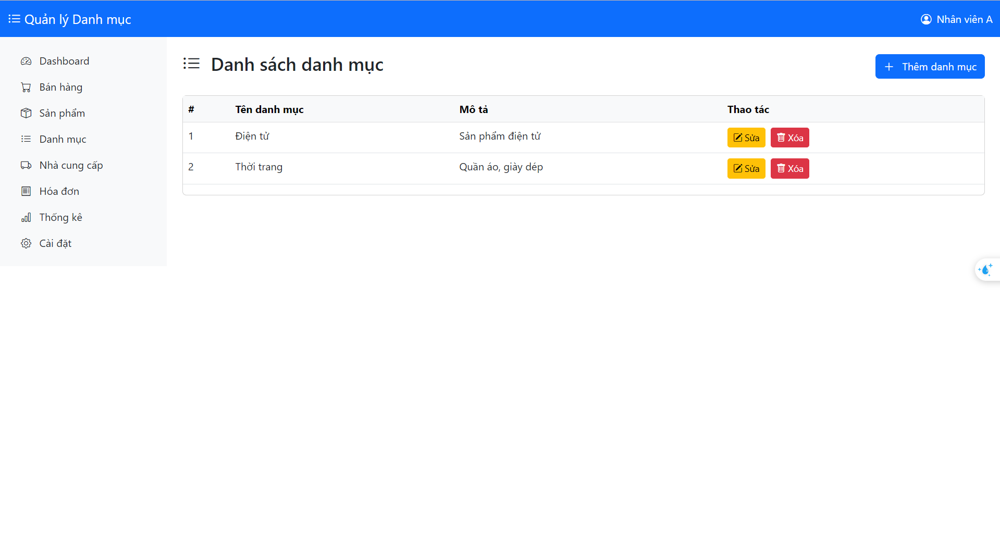 Quản lý Danh mục
Nhân viên A
Dashboard
Bán hàng
Sản phẩm
Danh mục
Nhà cung cấp
Hóa đơn
Thống kê
Cài đặt
Danh sách danh mục
Thêm danh mục
# Tên danh mục Mô tả Thao tác
1 Điện tử Sản phẩm điện tử Sửa Xóa
2 Thời trang Quần áo, giày dép Sửa Xóa